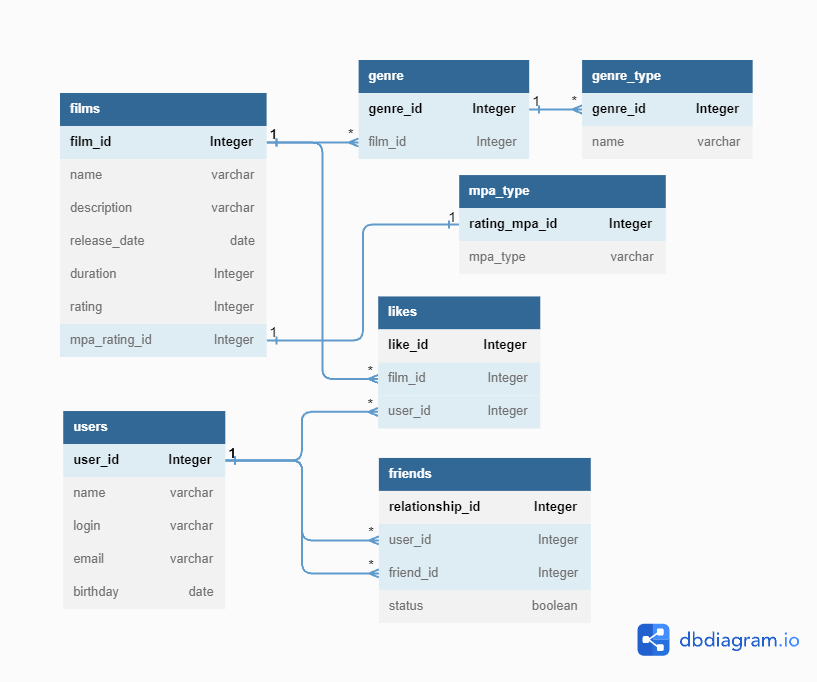 films
film_id Integer
name varchar
description varchar
release_date date
duration Integer
rating Integer
mpa_rating_id Integer
genre
genre_id Integer
film_id Integer
genre_type
genre_id Integer
name varchar
mpa_type
rating_mpa_id Integer
mpa_type varchar
likes
like_id Integer
film_id Integer
user_id Integer
users
user_id Integer
name varchar
login varchar
email varchar
birthday date
friends
relationship_id Integer
user_id Integer
friend_id Integer
status boolean
1 *
1 *
1
1
*
*
1
*
*
dbdiagram.io